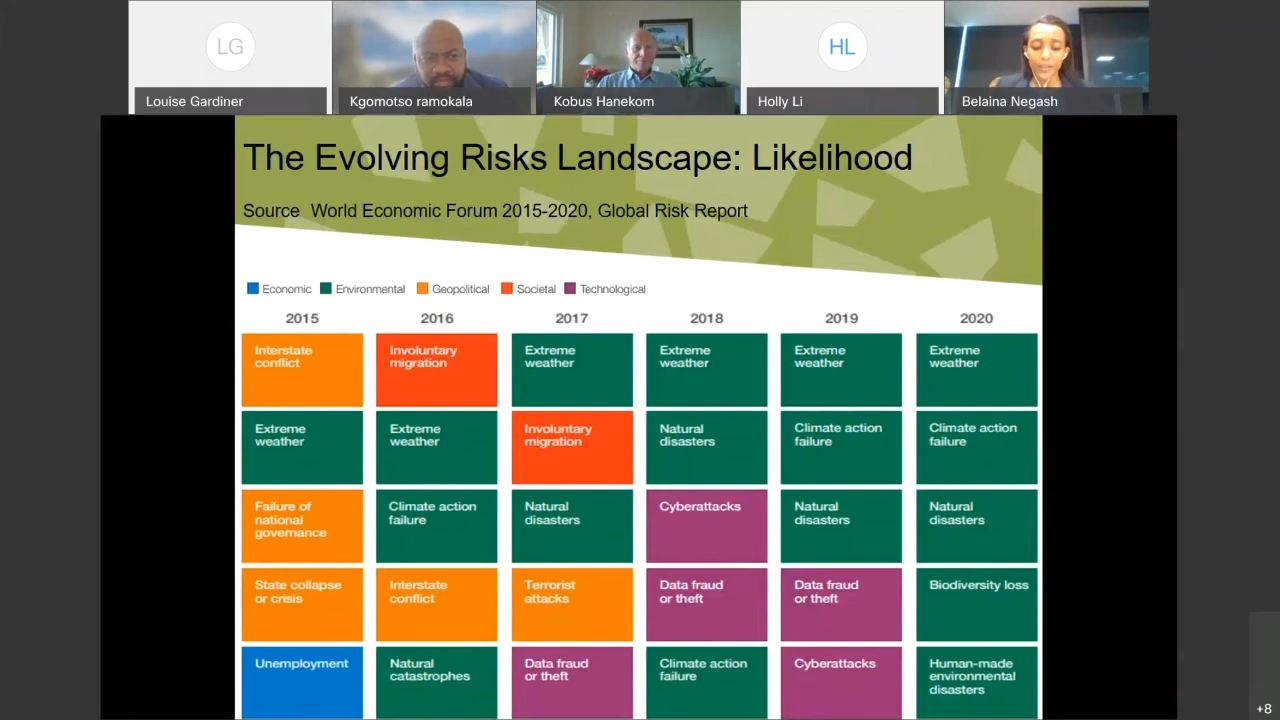 LG
HL
Louise Gardiner
Kgomotso ramokala
Kobus Hanekom
Holly Li
Belaina Negash
The Evolving Risks Landscape: Likelihood
Source World Economic Forum 2015-2020, Global Risk Report
Economic Environmental Geopolitical Societal Technological
2015 2016 2017 2018 2019 2020
Interstate
conflict
Involuntary
migration
Extreme
weather
Extreme
weather
Extreme
weather
Extreme
weather
Extreme
weather
Extreme
weather
Involuntary
migration
Natural
disasters
Climate action
failure
Climate action
failure
Failure of
national
governance
Climate action
failure
Natural
disasters
Cyberattacks
Natural
disasters
Natural
disasters
State collapse
or crisis
Interstate
conflict
Terrorist
attacks
Data fraud
or theft
Data fraud
or theft
Biodiversity loss
Unemployment
Natural
catastrophes
Data fraud
or theft
Climate action
failure
Cyberattacks
Human-made
environmental
disasters
+8